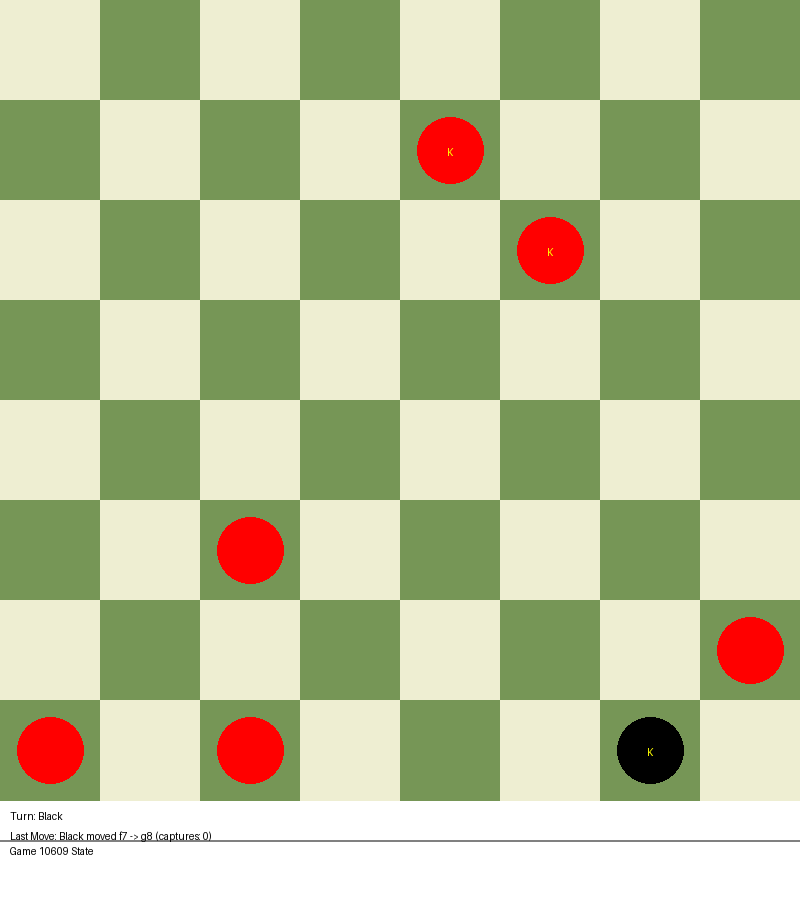 K
K
K
Turn: Black
Last Move: Black moved f7 -> g8 (captures: 0)
Game 10609 State